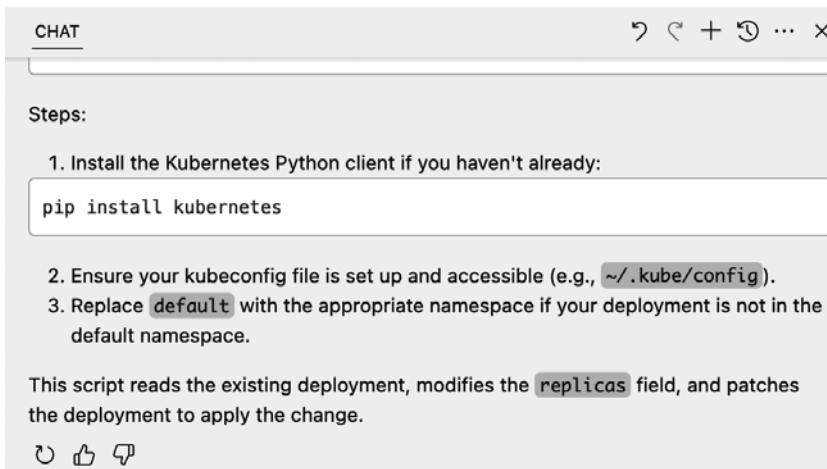 CHAT
Steps:
1. Install the Kubernetes Python client if you haven't already:
pip install kubernetes
2. Ensure your kubeconfig file is set up and accessible (e.g., ~/.kube/config).
3. Replace default with the appropriate namespace if your deployment is not in the
default namespace.
This script reads the existing deployment, modifies the replicas field, and patches
the deployment to apply the change.